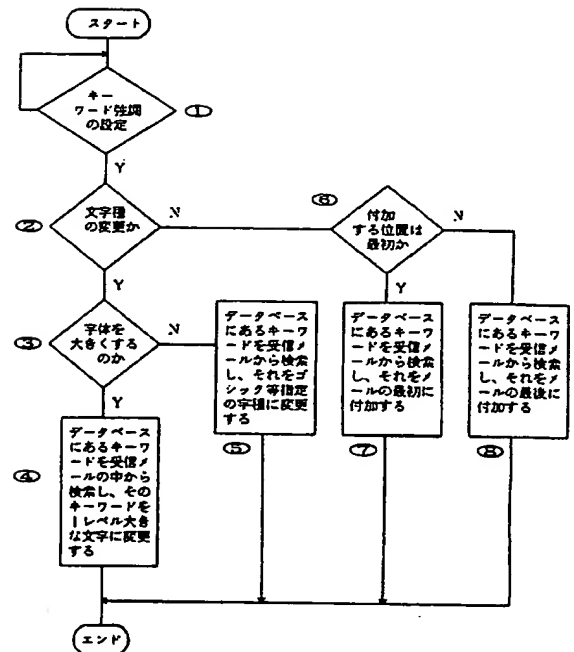 スタート
キー
ワード強調
の設定
①
Y
②
文字種
の変更か
N
⑥
付加
する位置は
最初か
N
Y
Y
③
字体を
大きくする
のか
N
Y
データベース
にあるキーワ
ードを受信メ
ールから検索
し、それをゴ
シック等指定
の字種に変更
する
⑤
データベース
にあるキーワ
ードを受信メ
ールから検索
し、それをメ
ールの最初に
付加する
⑦
データベース
にあるキーワ
ードを受信メ
ールから検索
し、それをメ
ールの最後に
付加する
⑧
④
データベース
にあるキーワ
ードを受信メ
ールの中から
検索し、その
キーワードを
1レベル大き
な文字に変更
する
エンド